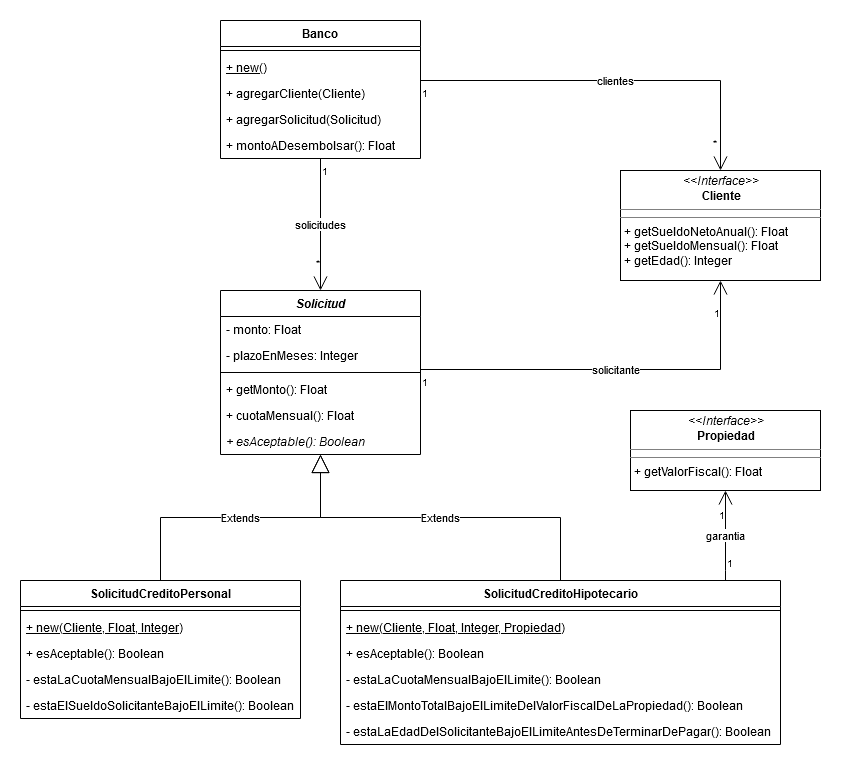 Banco
+ new()
+ agregarCliente(Cliente)
+ agregarSolicitud(Solicitud)
+ montoADesembolsar(): Float
1
clientes
*
1
solicitudes
*
<<Interface>>
Cliente
+ getSueldoNetoAnual(): Float
+ getSueldoMensual(): Float
+ getEdad(): Integer
Solicitud
- monto: Float
- plazoEnMeses: Integer
+ getMonto(): Float
+ cuotaMensual(): Float
+ esAceptable(): Boolean
1
solicitante
1
<<Interface>>
Propiedad
+ getValorFiscal(): Float
1
garantia
1
Extends
Extends
SolicitudCreditoPersonal
+ new(Cliente, Float, Integer)
+ esAceptable(): Boolean
- estaLaCuotaMensualBajoElLimite(): Boolean
- estaElSueldoSolicitanteBajoElLimite(): Boolean
SolicitudCreditoHipotecario
+ new(Cliente, Float, Integer, Propiedad)
+ esAceptable(): Boolean
- estaLaCuotaMensualBajoElLimite(): Boolean
- estaElMontoTotalBajoElLimiteDelValorFiscalDeLaPropiedad(): Boolean
- estaLaEdadDelSolicitanteBajoElLimiteAntesDeTerminarDePagar(): Boolean